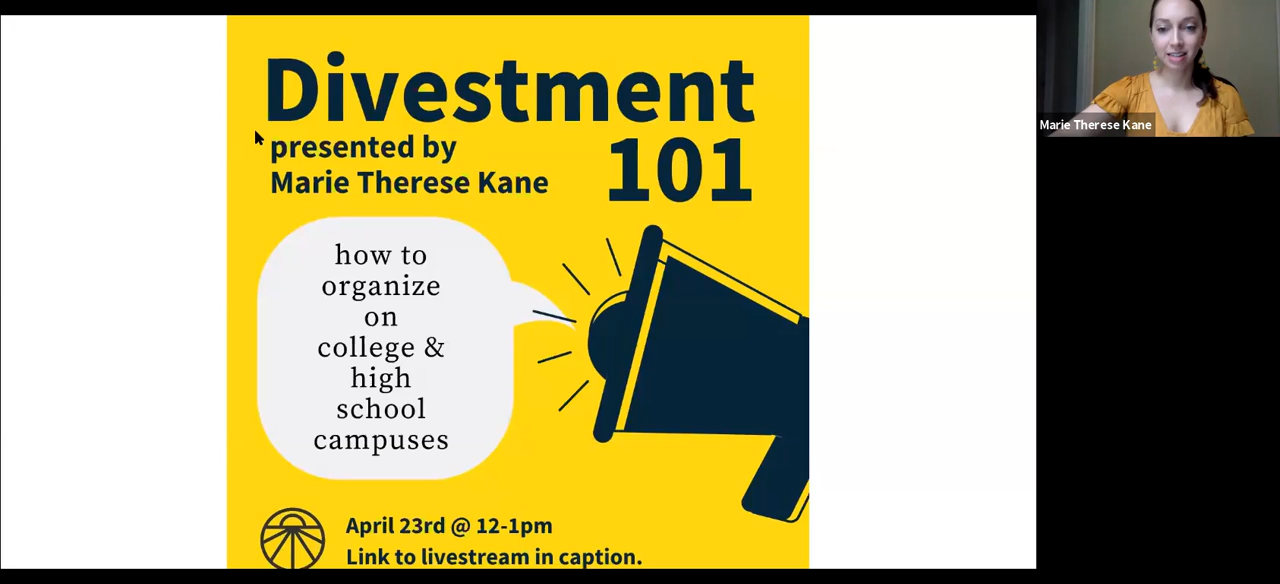 Divestment
101
presented by
Marie Therese Kane
how to
organize
on
college &
high
school
campuses
April 23rd @ 12-1pm
Link to livestream in caption.
Marie Therese Kane